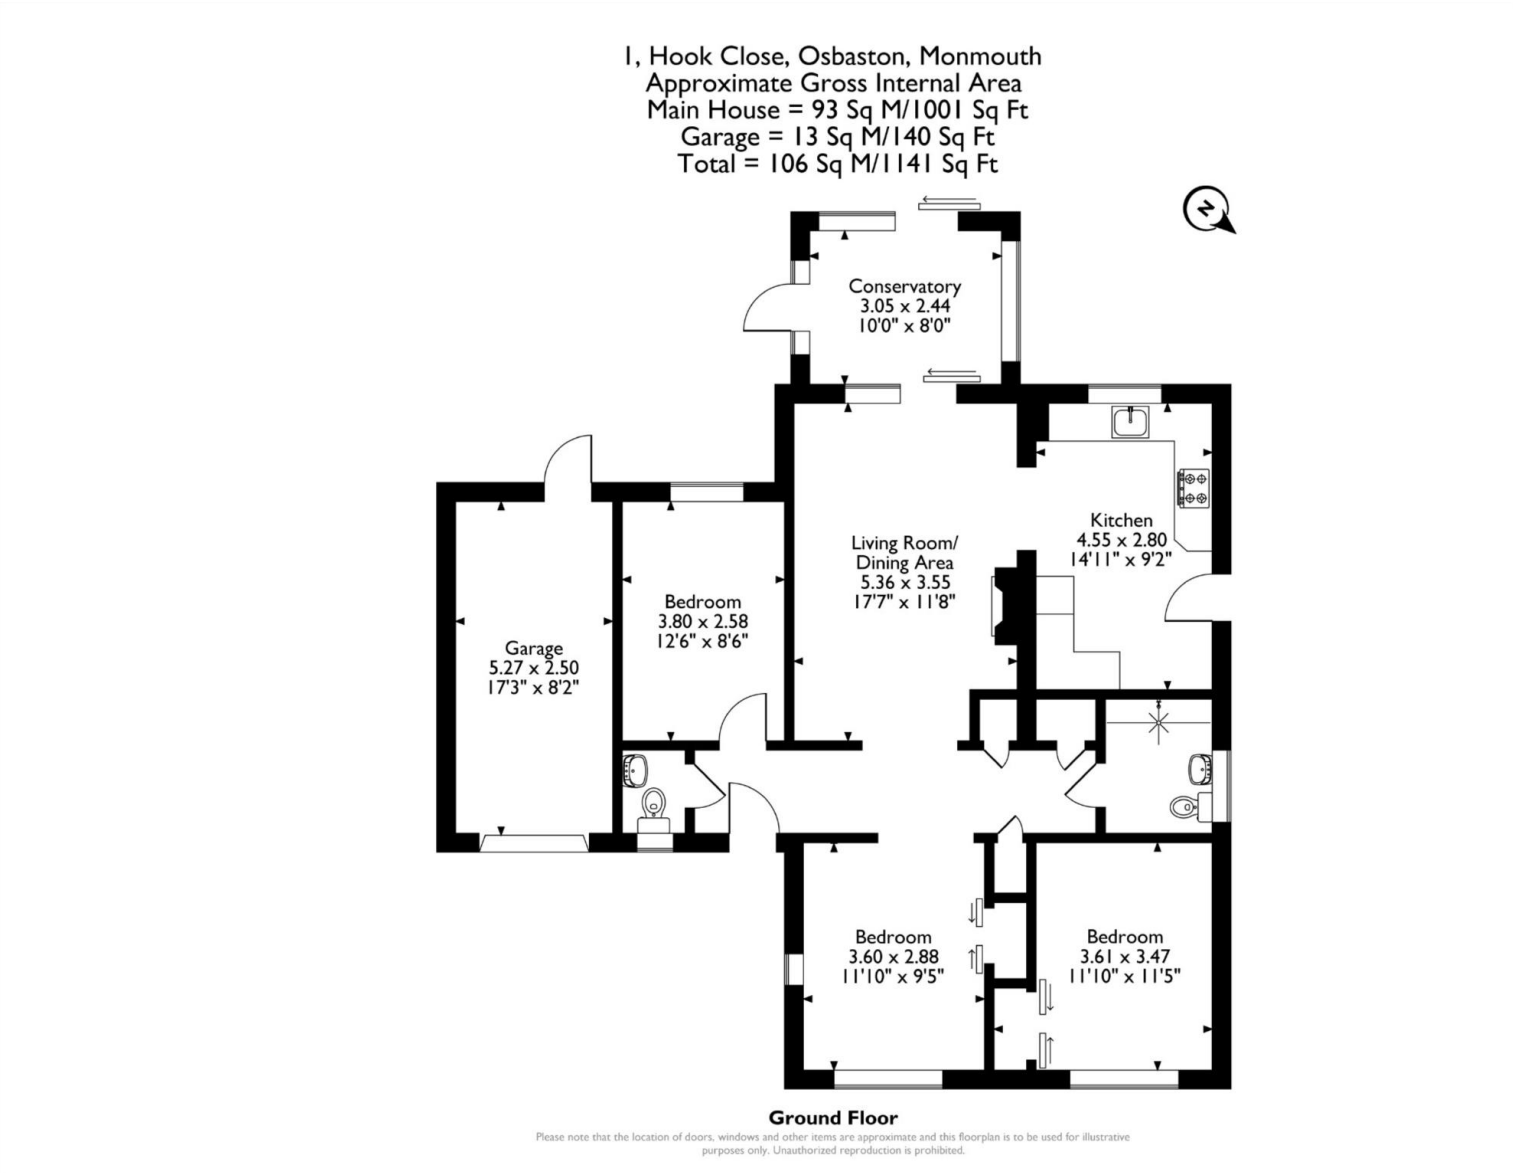 1, Hook Close, Osbaston, Monmouth
Approximate Gross Internal Area
Main House = 93 Sq M/1001 Sq Ft
Garage = 13 Sq M/140 Sq Ft
Total = 106 Sq M/1141 Sq Ft
N
Conservatory
3.05 x 2.44
10'0" x 8'0"
Kitchen
4.55 x 2.80
14'11" x 9'2"
Living Room/
Dining Area
5.36 x 3.55
17'7" x 11'8"
Bedroom
3.80 x 2.58
12'6" x 8'6"
Garage
5.27 x 2.50
17'3" x 8'2"
Bedroom
3.60 x 2.88
11'10" x 9'5"
Bedroom
3.61 x 3.47
11'10" x 11'5"
Ground Floor
Please note that the location of doors, windows and other items are approximate and this floorplan is to be used for illustrative
purposes only. Unauthorized reproduction is prohibited.